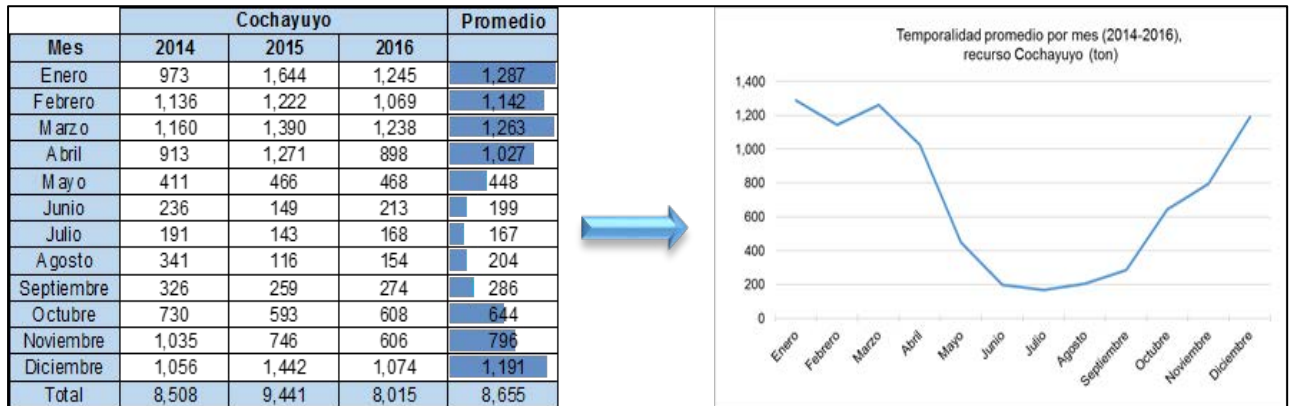 Cochayuyo Promedio
Mes 2014 2015 2016
Enero 973 1,644 1,245 1,287
Febrero 1,136 1,222 1,069 1,142
Marzo 1,160 1,390 1,238 1,263
Abril 913 1,271 898 1,027
Mayo 411 466 468 448
Junio 236 149 213 199
Julio 191 143 168 167
Agosto 341 116 154 204
Septiembre 326 259 274 286
Octubre 730 593 608 644
Noviembre 1,035 746 606 796
Diciembre 1,056 1,442 1,074 1,191
Total 8,508 9,441 8,015 8,655
Temporalidad promedio por mes (2014-2016),
recurso Cochayuyo (ton)
1,400
1,200
1,000
800
600
400
200
0
Enero Febrero Marzo Abril Mayo Junio Julio Agosto Septiembre Octubre Noviembre Diciembre